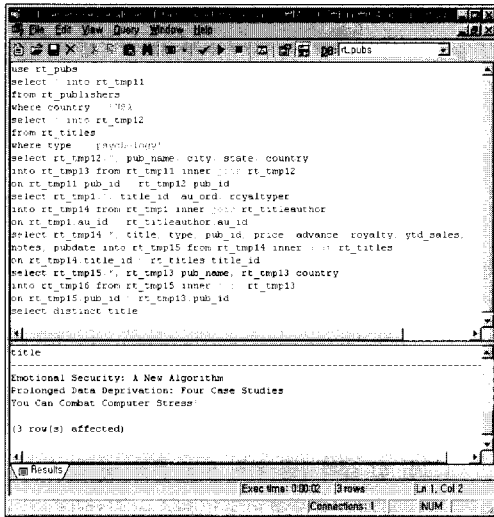 File Edit View Query Window Help
DB: rt_pubs
use rt_pubs
select into rt_tmp11
from rt_publishers
where country USA
select into rt_tmp12
from rt_titles
where type psychology'
select rt_tmp12.*, pub_name, city, state, country
into rt_tmp13 from rt_tmp11 inner join rt_tmp12
on rt_tmp11 pub_id rt_tmp12 pub_id
select rt_tmp1.*, title_id au_ord, royaltyper
into rt_tmp14 from rt_tmp1 inner join rt_titleauthor
on rt_tmp1.au_id rt_titleauthor.au_id
select rt_tmp14 *, title, type, pub_id, price advance royalty, ytd_sales,
notes, pubdate into rt_tmp15 from rt_tmp14 inner rt_titles
on rt_tmp14.title_id rt_titles title_id
select rt_tmp15.*, rt_tmp13 pub_name, rt_tmp13 country
into rt_tmp16 from rt_tmp15 inner rt_tmp13
on rt_tmp15.pub_id rt_tmp13.pub_id
select distinct title
title
Emotional Security: A New Algorithm
Prolonged Data Deprivation: Four Case Studies
You Can Combat Computer Stress!
(3 row(s) affected)
Results
Exec time: 0:00:02 3 rows Ln 1, Col 2
Connections: 1 NUM